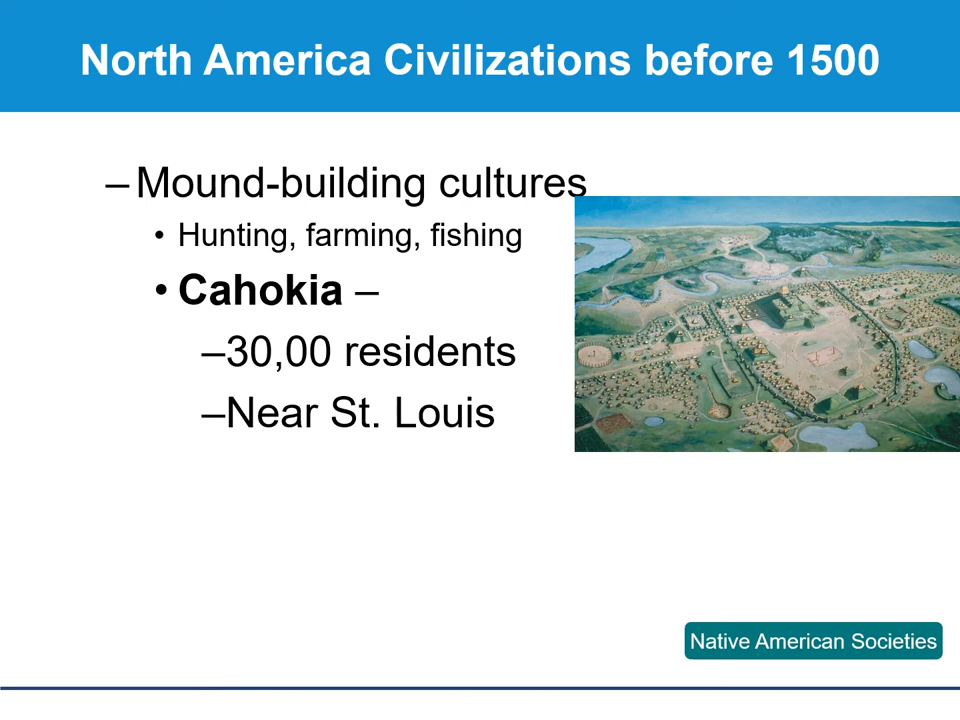 North America Civilizations before 1500
– Mound-building cultures
• Hunting, farming, fishing
• Cahokia –
–30,00 residents
–Near St. Louis
Native American Societies